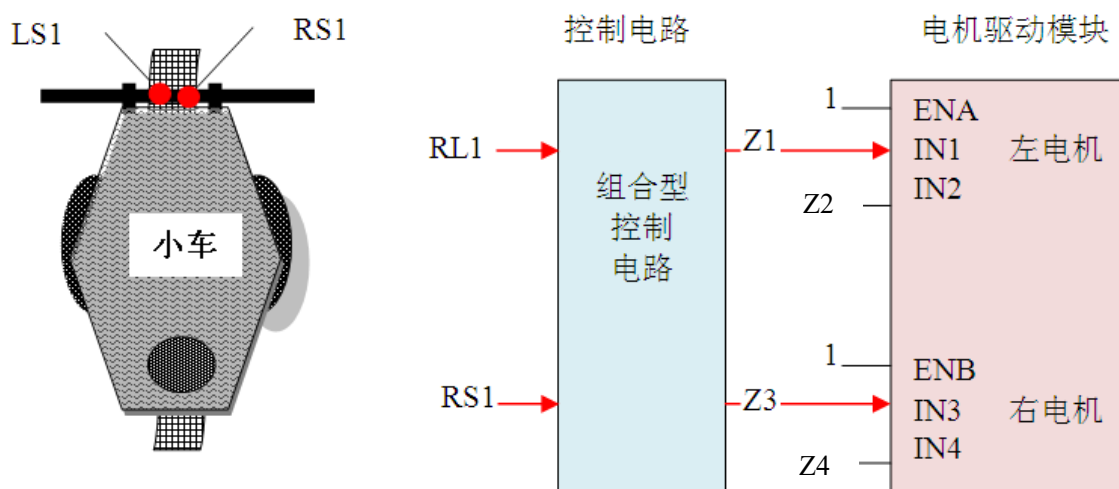 LS1
RS1
小车
控制电路
电机驱动模块
RL1
RS1
组合型
控制
电路
Z1
Z3
1
ENA
IN1 左电机
IN2
Z2
1
ENB
IN3 右电机
IN4
Z4